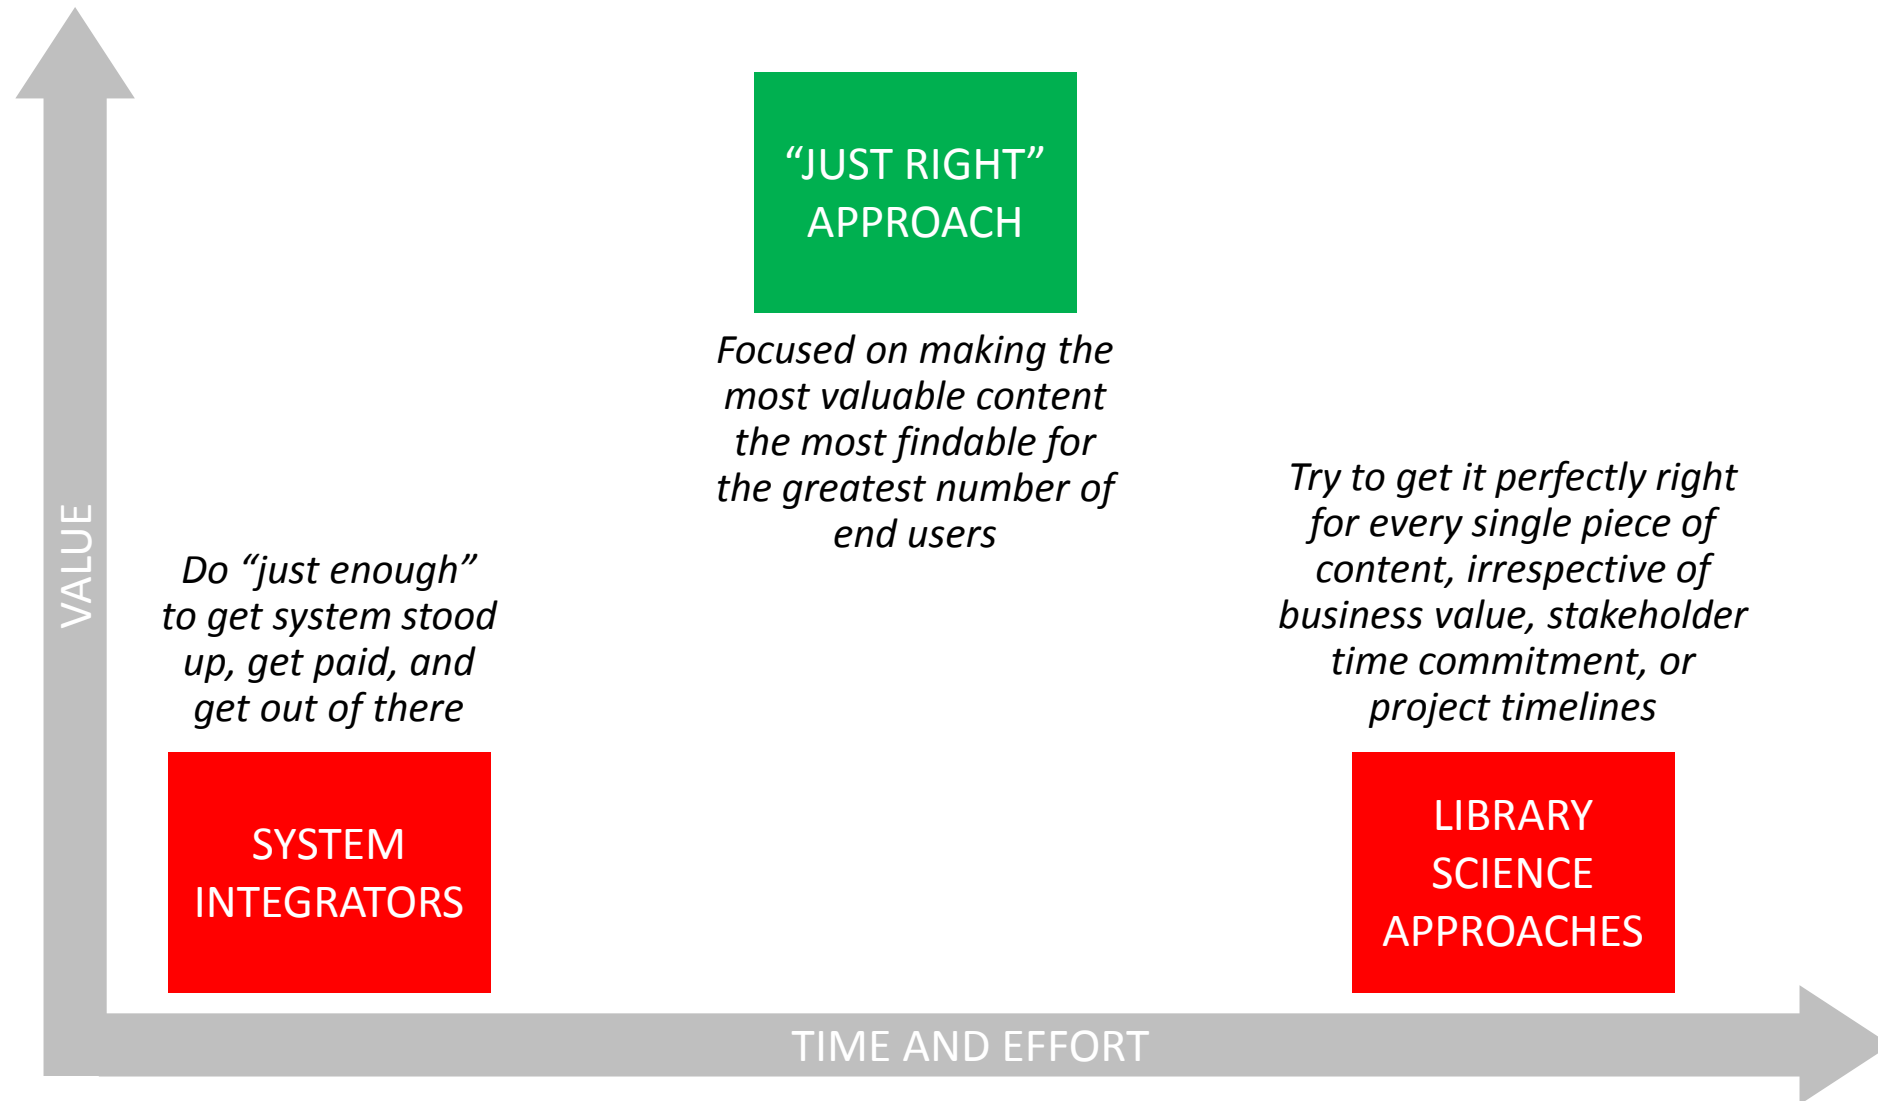 “JUST RIGHT”
APPROACH
Focused on making the
most valuable content
the most findable for
the greatest number of
end users
VALUE
Do “just enough”
to get system stood
up, get paid, and
get out of there
SYSTEM
INTEGRATORS
Try to get it perfectly right
for every single piece of
content, irrespective of
business value, stakeholder
time commitment, or
project timelines
LIBRARY
SCIENCE
APPROACHES
TIME AND EFFORT